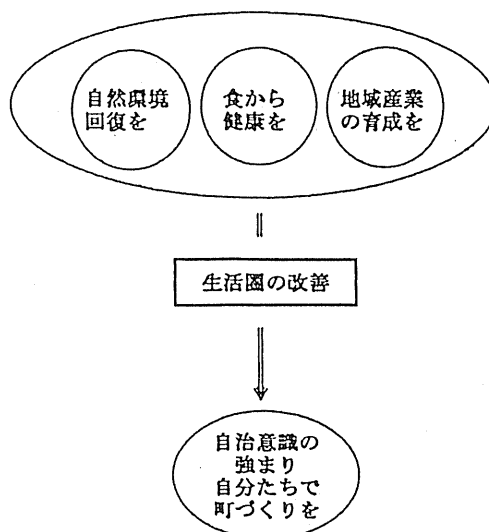 自然環境
回復を
食から
健康を
地域産業
の育成を
生活圏の改善
自治意識の
強まり
自分たちで
町づくりを